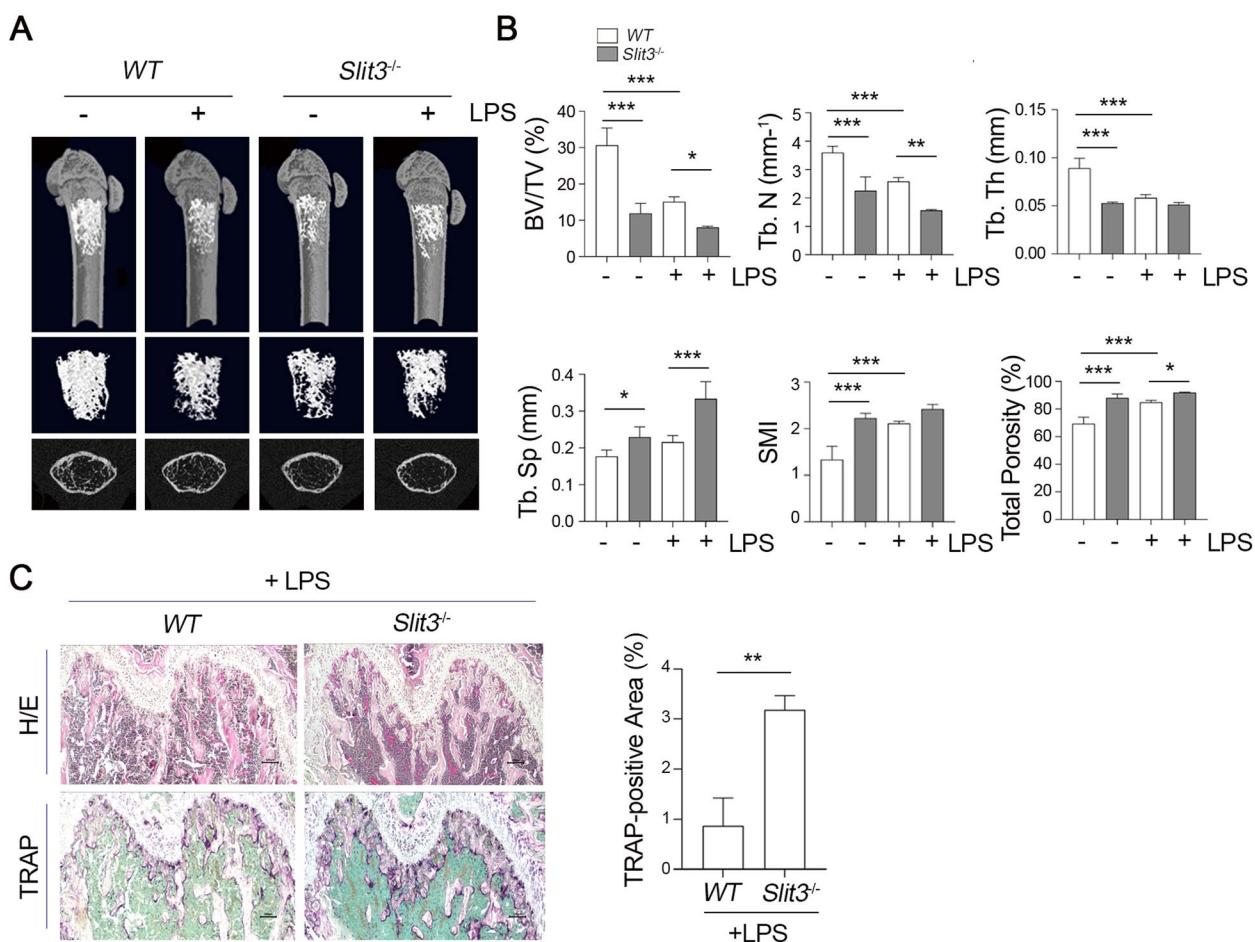 A
WT Slit3-/-
- + - + LPS
B
WT
Slit3-/-
***
***
*
BV/TV (%)
40
30
20
10
0
- - + + LPS
***
***
**
Tb. N (mm-1)
5
4
3
2
1
0
- - + + LPS
***
***
Tb. Th (mm)
0.15
0.10
0.05
0.00
- - + + LPS
*
***
Tb. Sp (mm)
0.4
0.3
0.2
0.1
0.0
- - + + LPS
***
***
SMI
3
2
1
0
- - + + LPS
***
***
*
Total Porosity (%)
100
80
60
40
20
0
- - + + LPS
C
+ LPS
WT Slit3-/-
H/E
TRAP
**
TRAP-positive Area (%)
4
3
2
1
0
WT Slit3-/-
+LPS